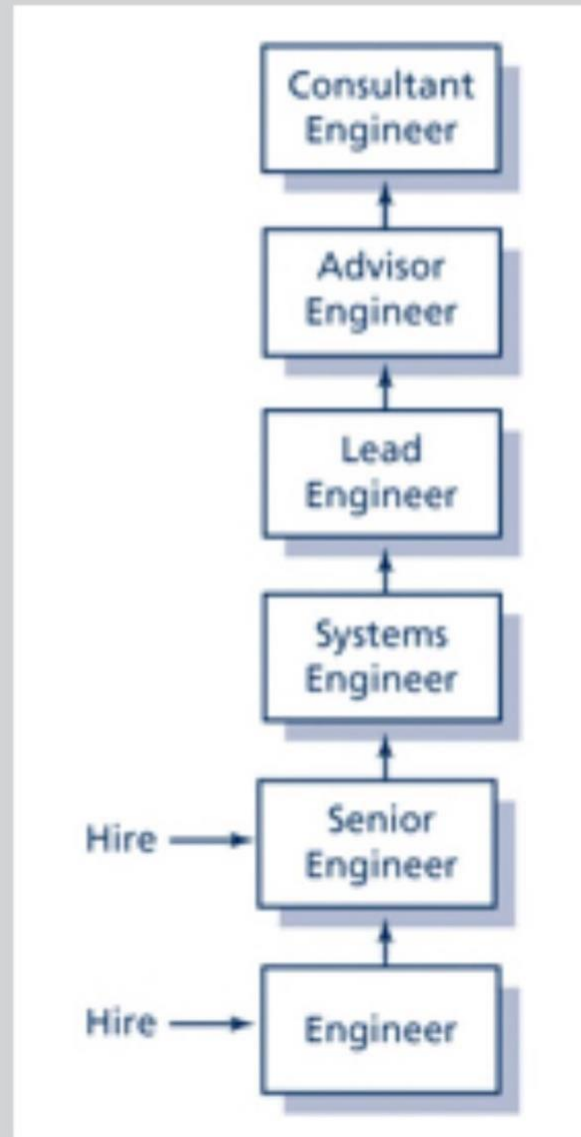 Consultant
Engineer
Advisor
Engineer
Lead
Engineer
Systems
Engineer
Hire
Senior
Engineer
Hire
Engineer